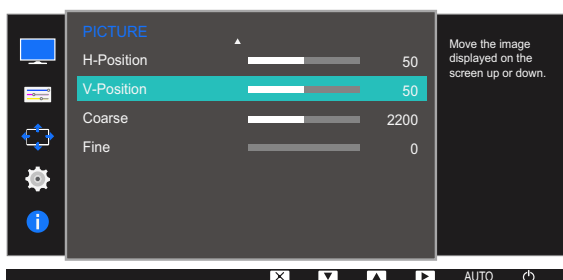 PICTURE
H-Position 50
V-Position 50
Coarse 2200
Fine 0
Move the image
displayed on the
screen up or down.
AUTO